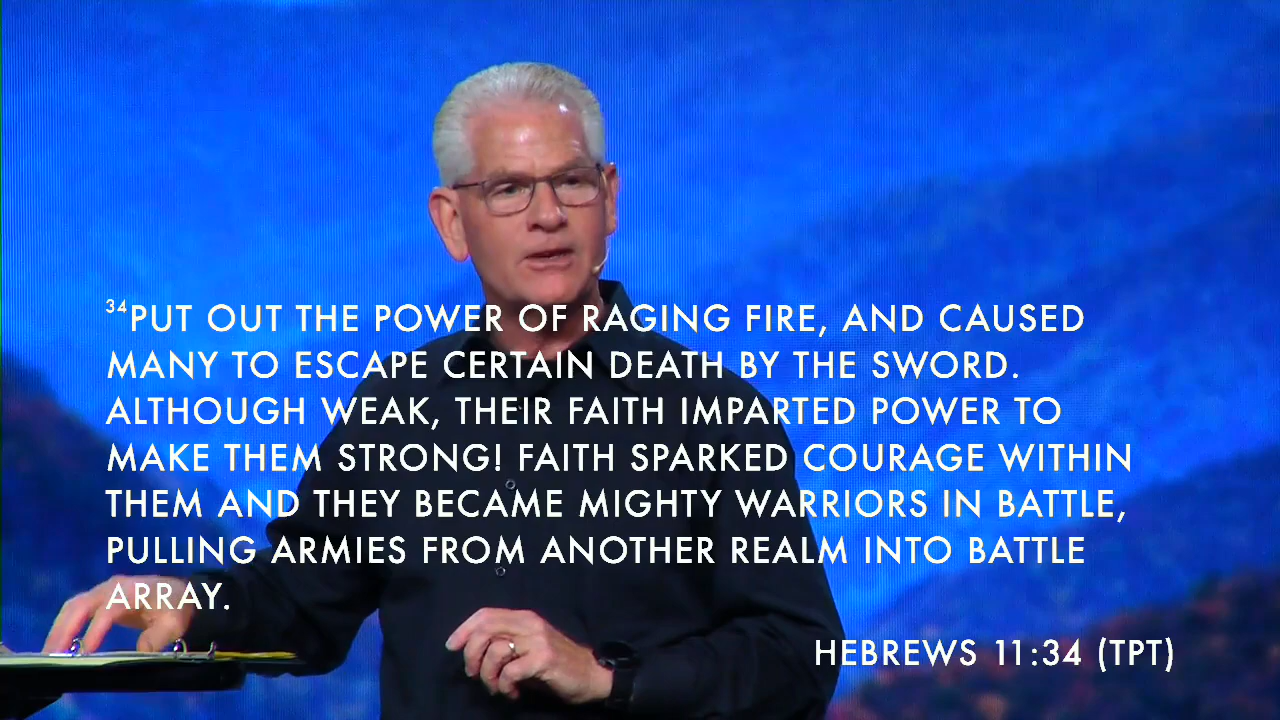 34PUT OUT THE POWER OF RAGING FIRE, AND CAUSED
MANY TO ESCAPE CERTAIN DEATH BY THE SWORD.
ALTHOUGH WEAK, THEIR FAITH IMPARTED POWER TO
MAKE THEM STRONG! FAITH SPARKED COURAGE WITHIN
THEM AND THEY BECAME MIGHTY WARRIORS IN BATTLE,
PULLING ARMIES FROM ANOTHER REALM INTO BATTLE
ARRAY.
HEBREWS 11:34 (TPT)